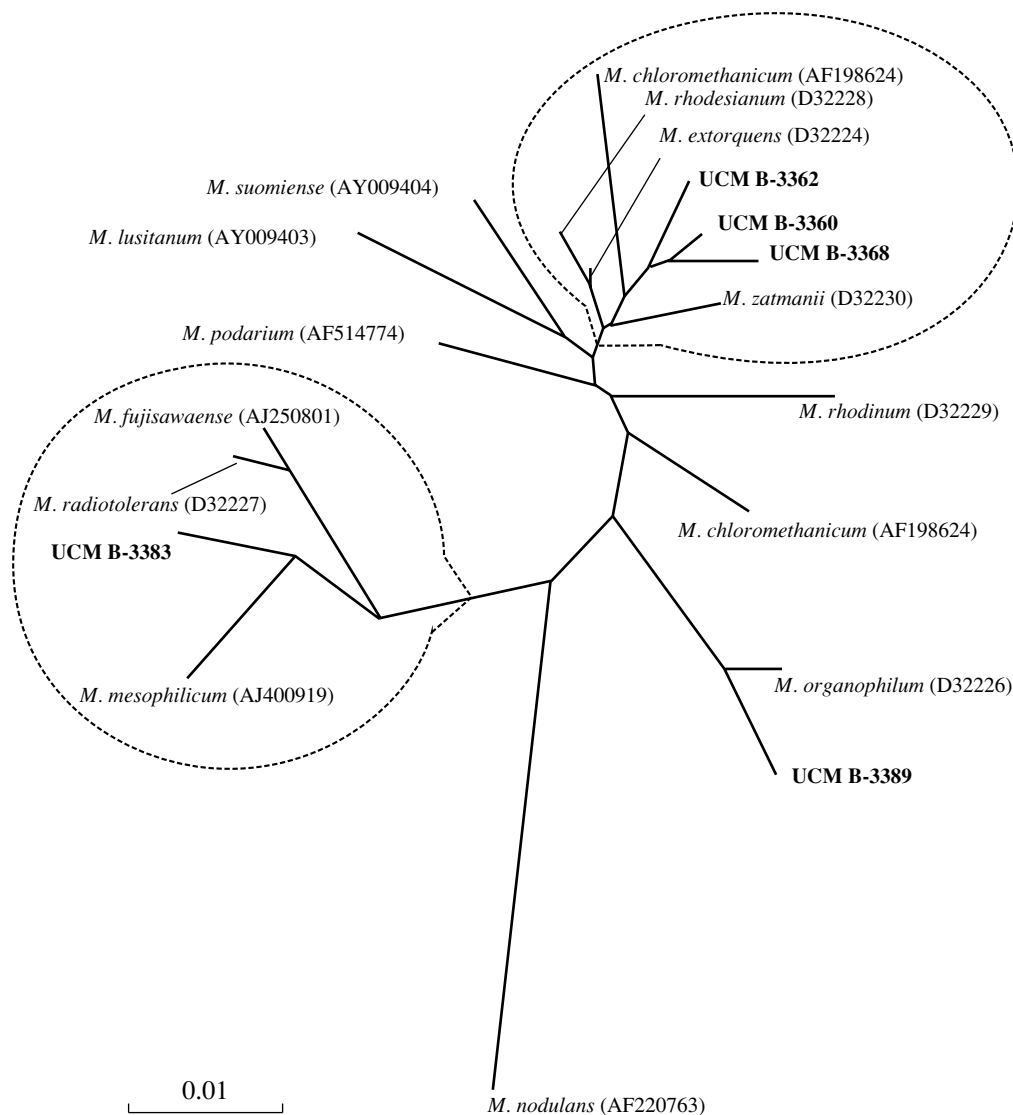 M. chloromethanicum (AF198624)
M. rhodesianum (D32228)
M. extorquens (D32224)
UCM B-3362
M. suomiense (AY009404)
UCM B-3360
M. lusitanum (AY009403)
UCM B-3368
M. zatmanii (D32230)
M. podarium (AF514774)
M. rhodinum (D32229)
M. fujisawaense (AJ250801)
M. radiotolerans (D32227)
M. chloromethanicum (AF198624)
UCM B-3383
M. organophilum (D32226)
M. mesophilicum (AJ400919)
UCM B-3389
0.01
M. nodulans (AF220763)